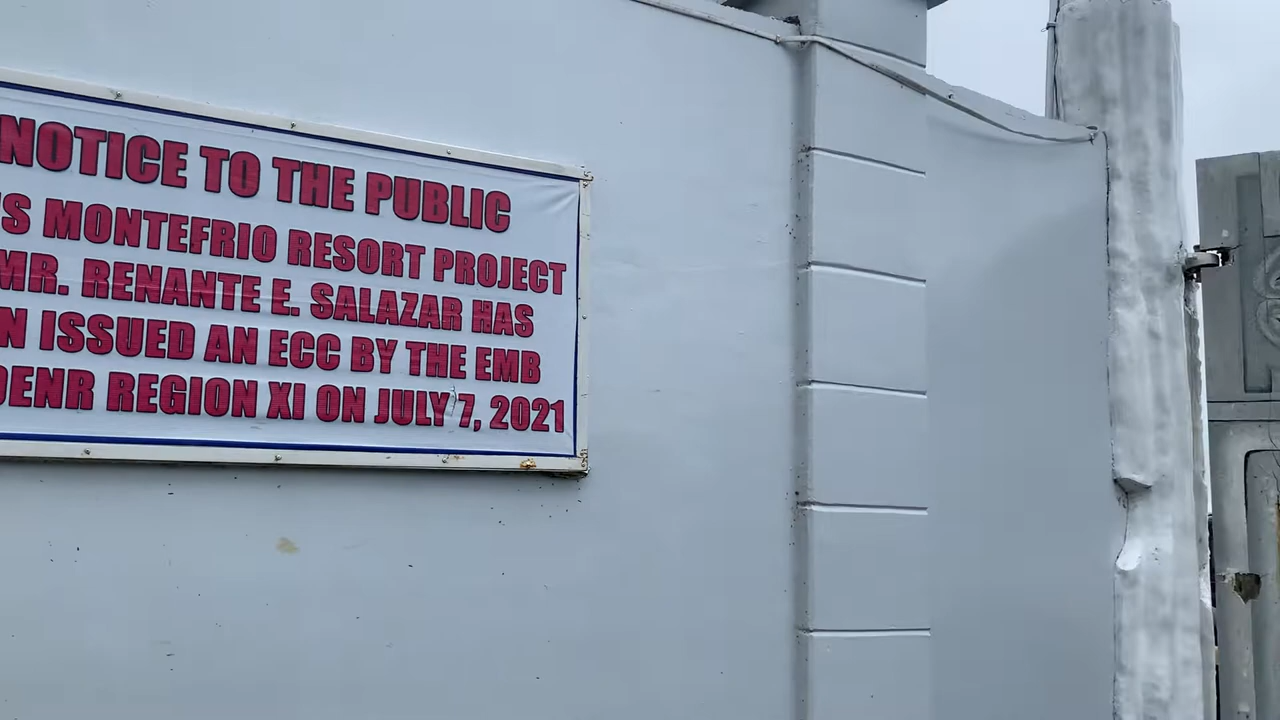 NOTICE TO THE PUBLIC
'S MONTEFRIO RESORT PROJECT
MR. RENANTE E. SALAZAR HAS
N ISSUED AN ECC BY THE EMB
DENR REGION XI ON JULY 7, 2021